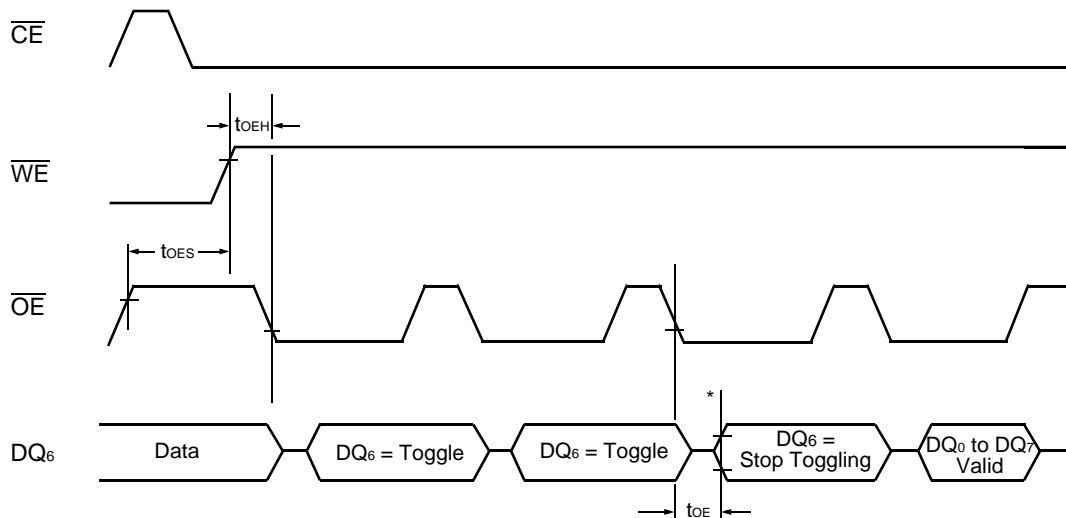 CE
tOEH
WE
tOES
OE
*
DQ6
Data
DQ6 = Toggle
DQ6 = Toggle
DQ6 =
Stop Toggling
DQ0 to DQ7
Valid
tOE